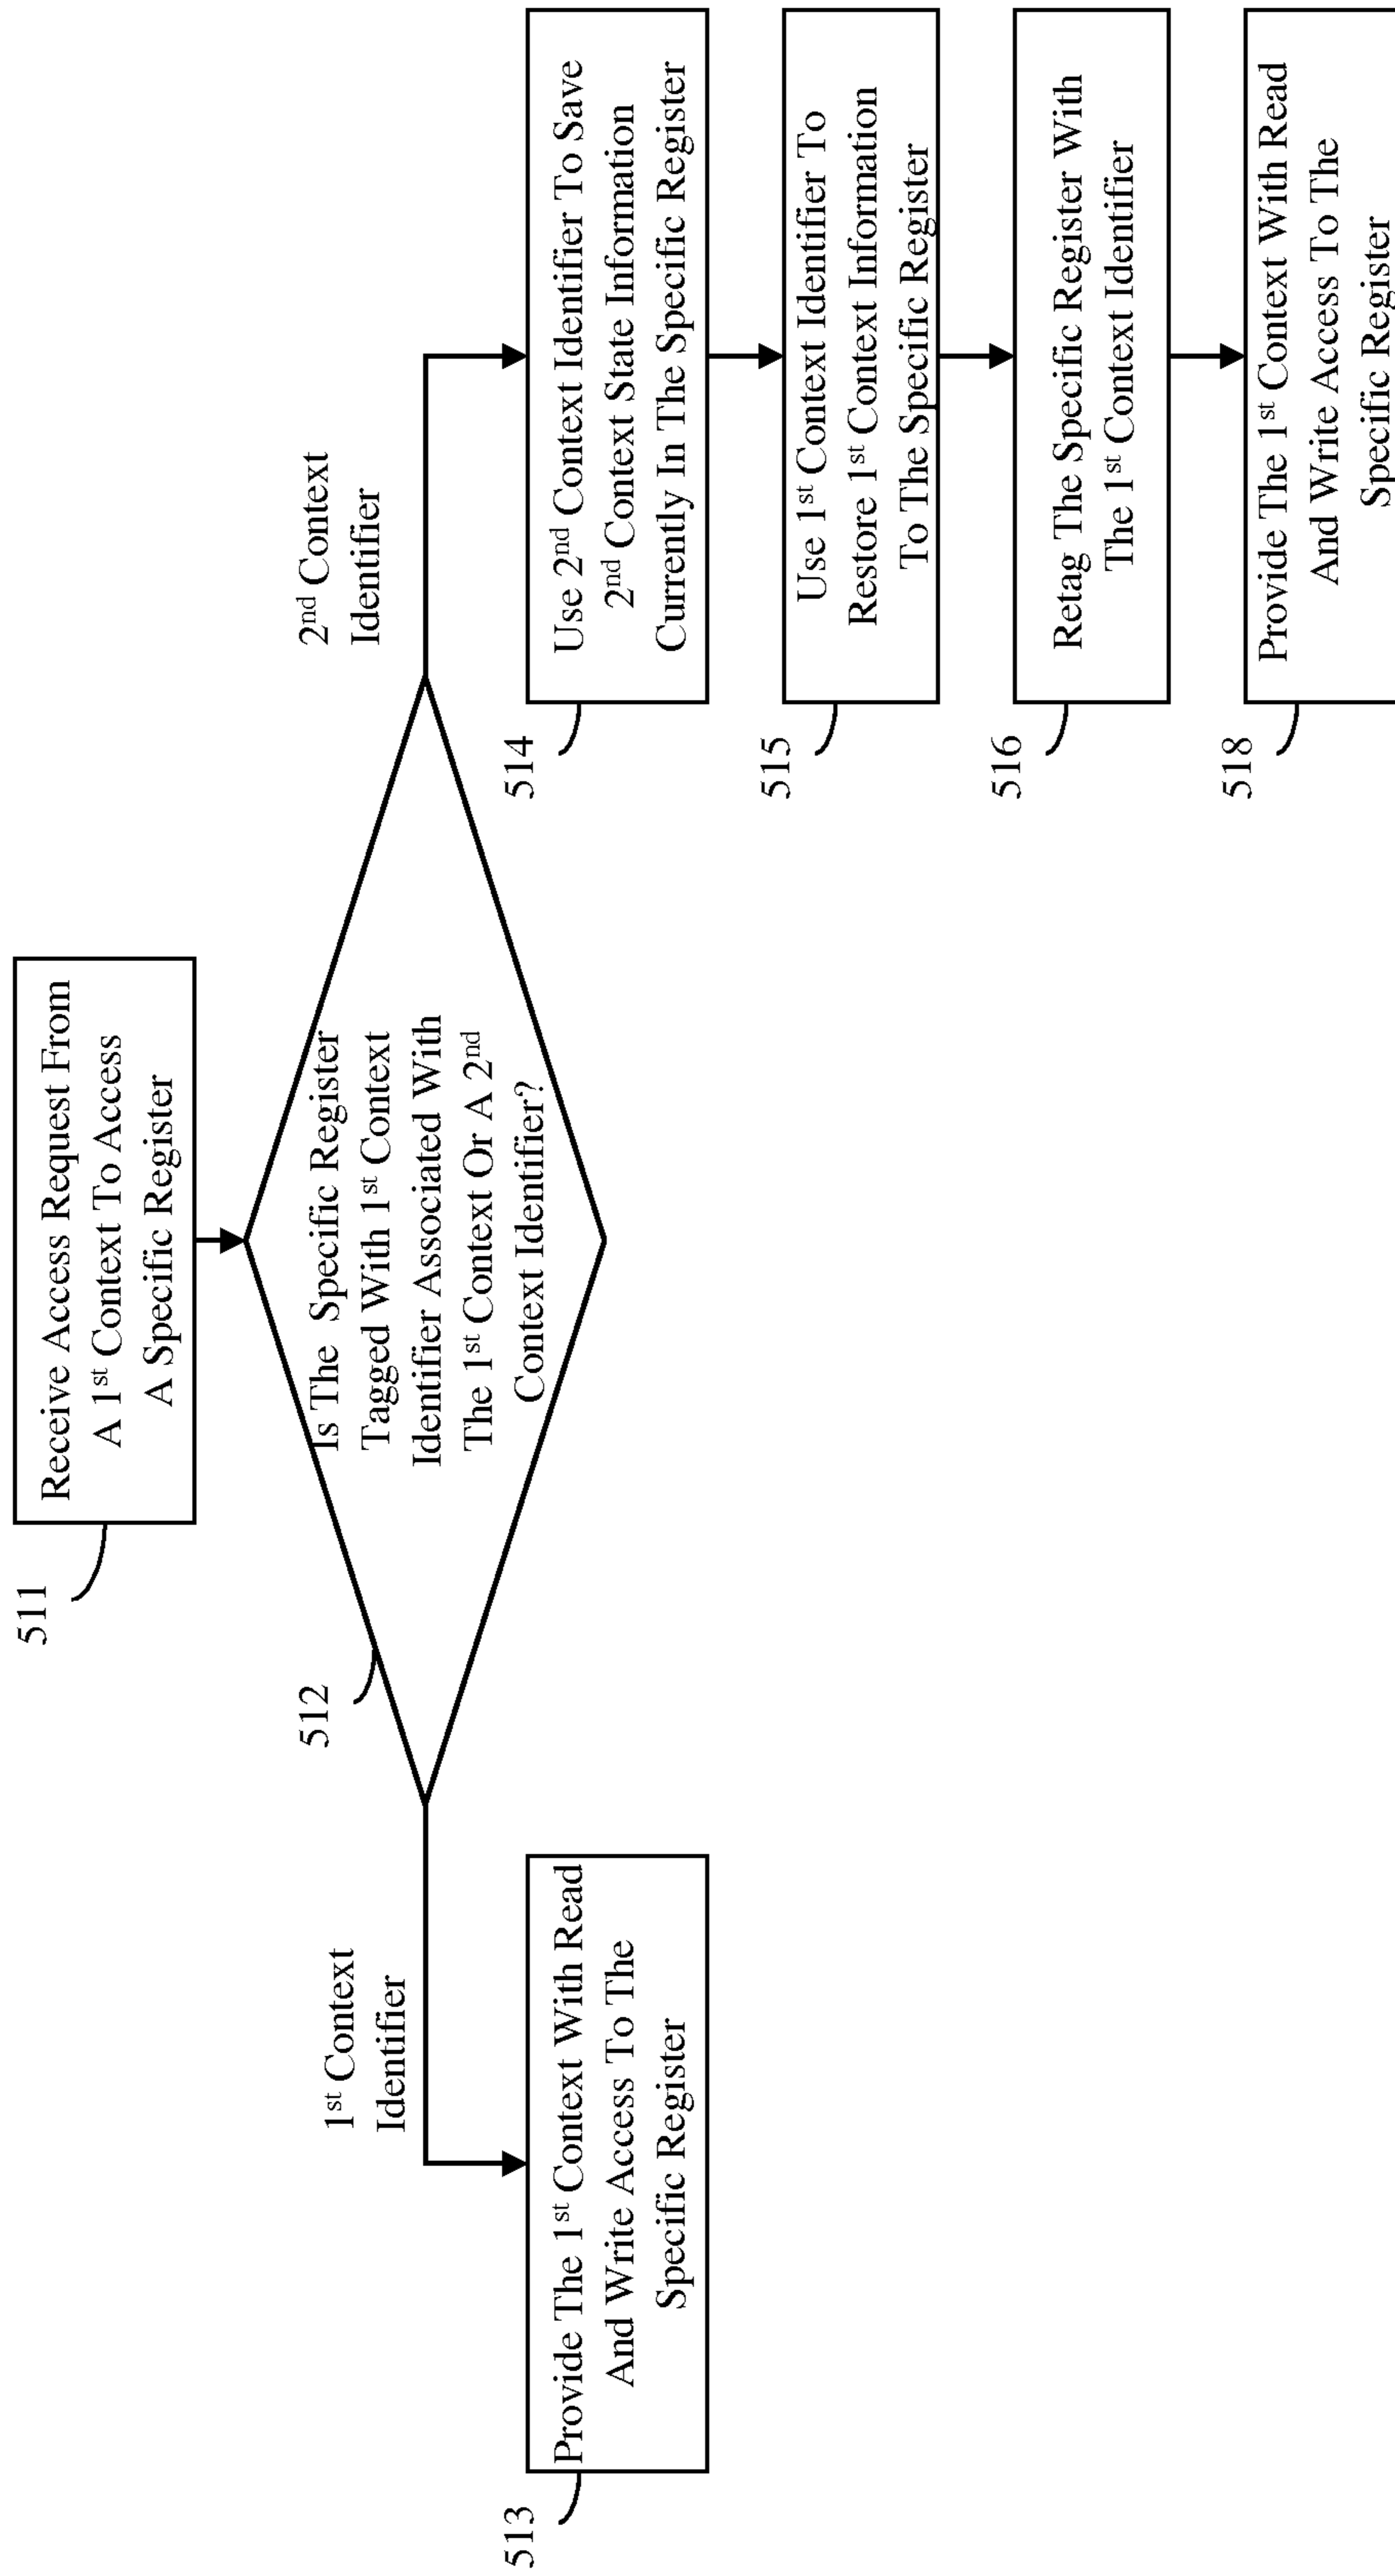 511
Receive Access Request From
A 1st Context To Access
A Specific Register
512
Is The Specific Register
Tagged With 1st Context
Identifier Associated With
The 1st Context Or A 2nd
Context Identifier?
1st Context
Identifier
2nd Context
Identifier
513
Provide The 1st Context With Read
And Write Access To The
Specific Register
514
Use 2nd Context Identifier To Save
2nd Context State Information
Currently In The Specific Register
515
Use 1st Context Identifier To
Restore 1st Context Information
To The Specific Register
516
Retag The Specific Register With
The 1st Context Identifier
518
Provide The 1st Context With Read
And Write Access To The
Specific Register